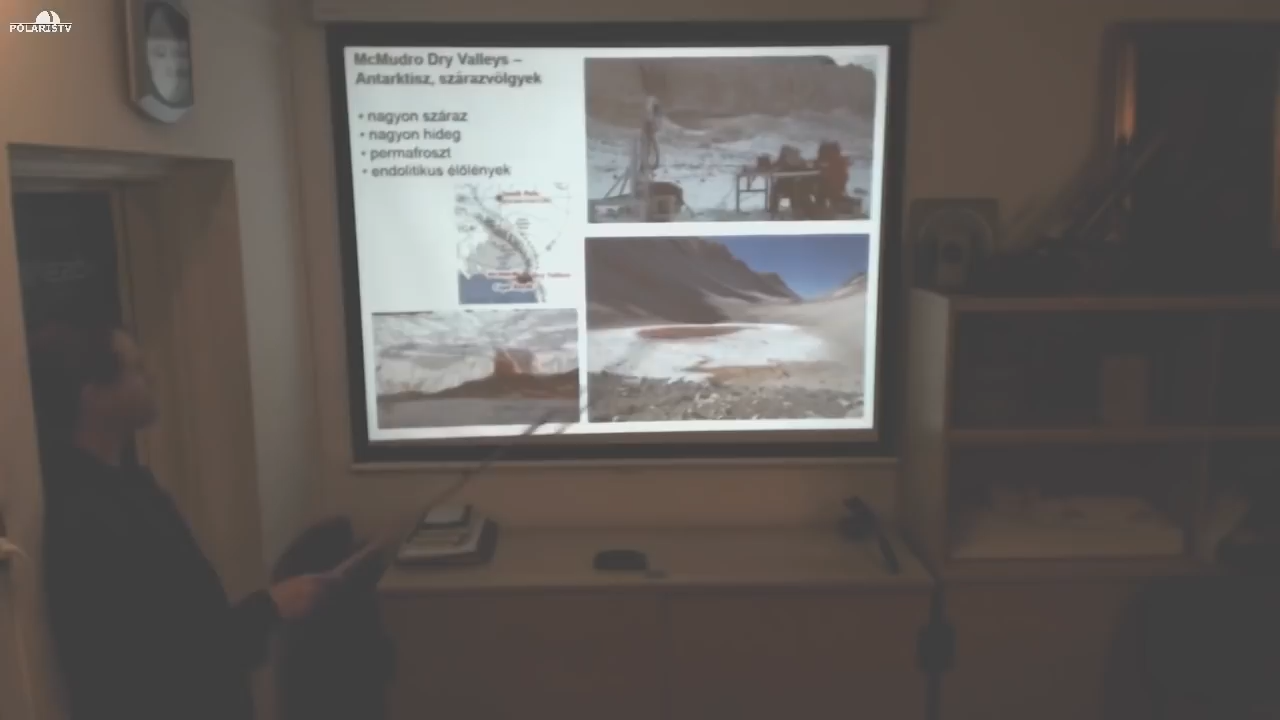 POLARISTV
McMudro Dry Valleys –
Antarktisz, szárazvölgyek
• nagyon száraz
• nagyon hideg
• permafroszt
• endolitikus élőlények